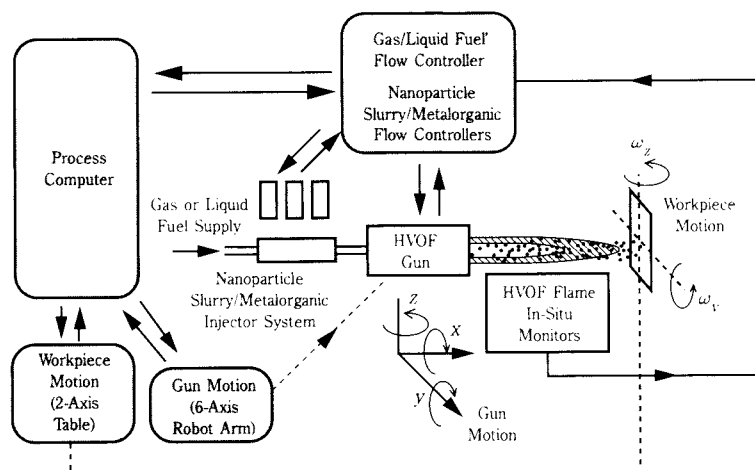 Gas/Liquid Fuel'
Flow Controller
Nanoparticle
Slurry/Metalorganic
Flow Controllers
Process
Computer
Gas or Liquid
Fuel Supply
HVOF
Gun
ω_z
Workpiece
Motion
ω_y
Nanoparticle
Slurry/Metalorganic
Injector System
HVOF Flame
In-Situ
Monitors
z
x
y
Gun
Motion
Workpiece
Motion
(2-Axis
Table)
Gun Motion
(6-Axis
Robot Arm)